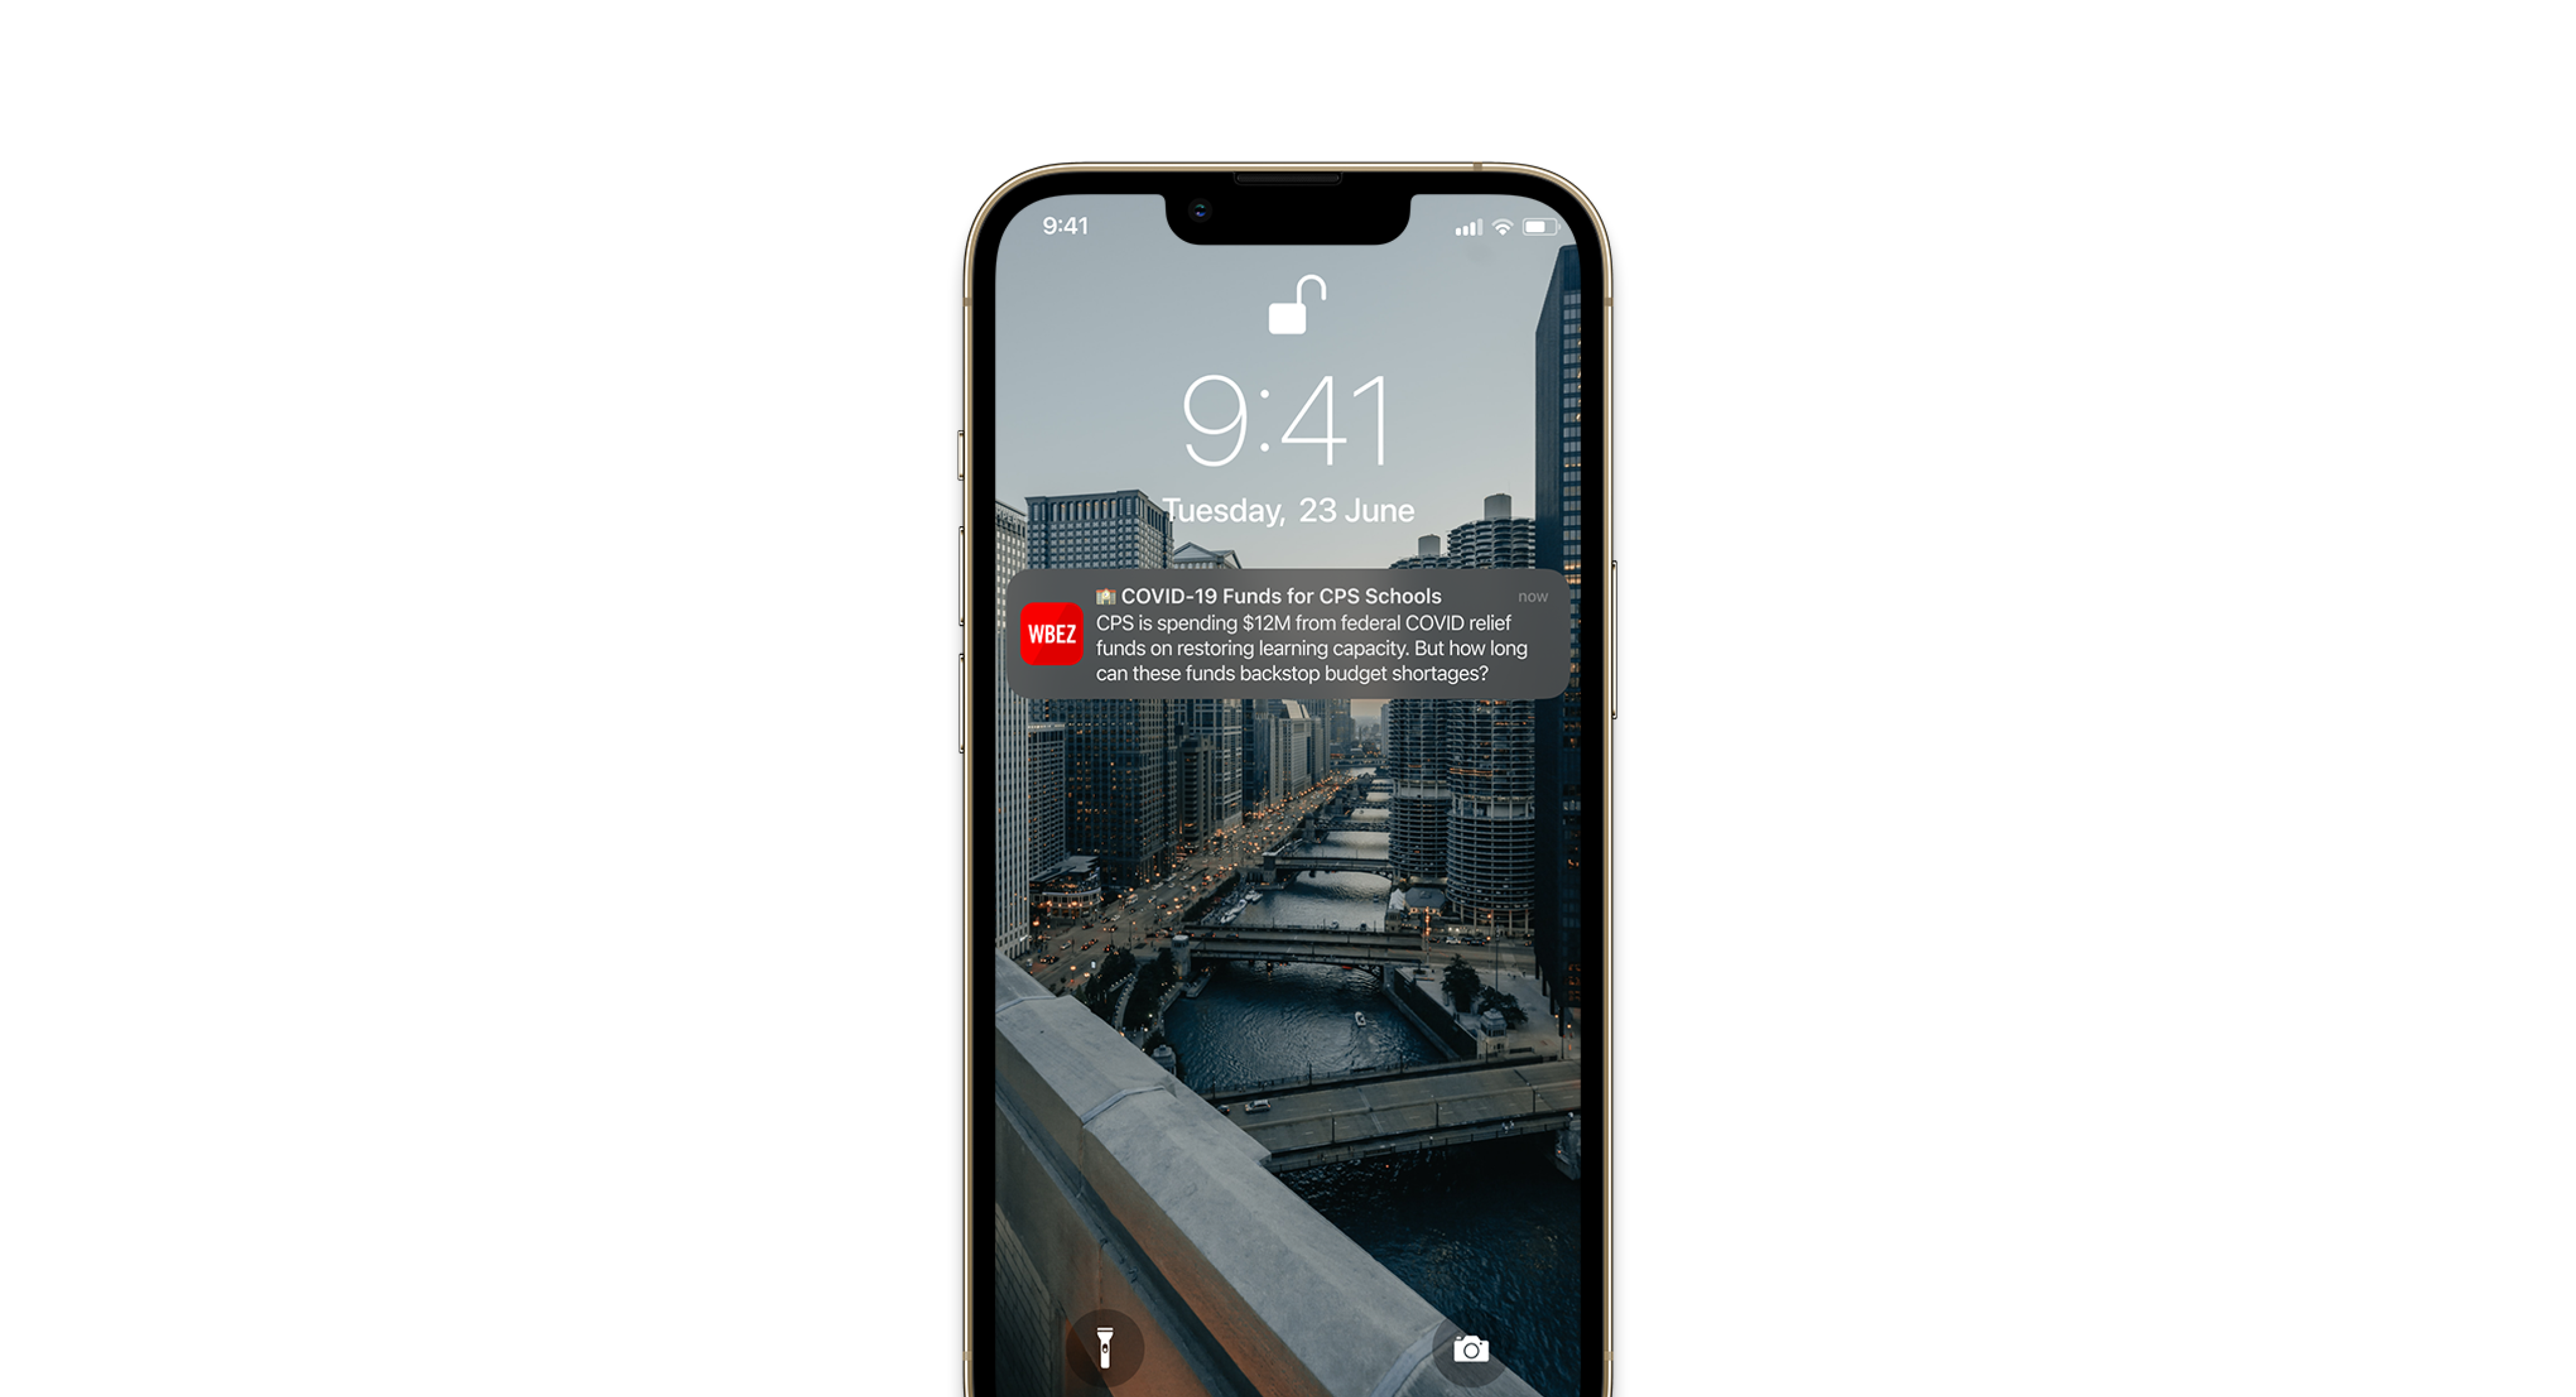 9:41
9:41
Tuesday, 23 June
COVID-19 Funds for CPS Schools
now
WBEZ
CPS is spending $12M from federal COVID relief
funds on restoring learning capacity. But how long
can these funds backstop budget shortages?